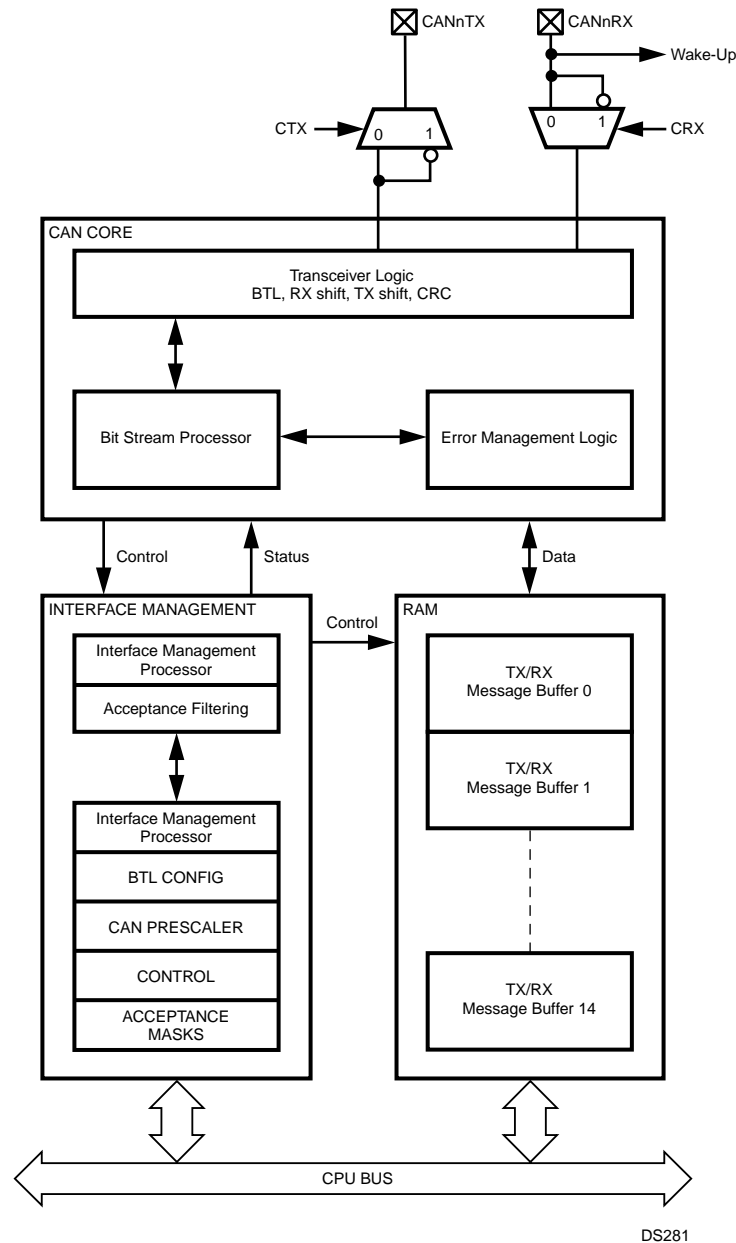 CANnTX
CANnRX
Wake-Up
CTX
0
1
0
1
CRX
CAN CORE
Transceiver Logic
BTL, RX shift, TX shift, CRC
Bit Stream Processor
Error Management Logic
Control
Status
Data
INTERFACE MANAGEMENT
Control
RAM
Interface Management
Processor
Acceptance Filtering
Interface Management
Processor
BTL CONFIG
CAN PRESCALER
CONTROL
ACCEPTANCE
MASKS
TX/RX
Message Buffer 0
TX/RX
Message Buffer 1
TX/RX
Message Buffer 14
CPU BUS
DS281